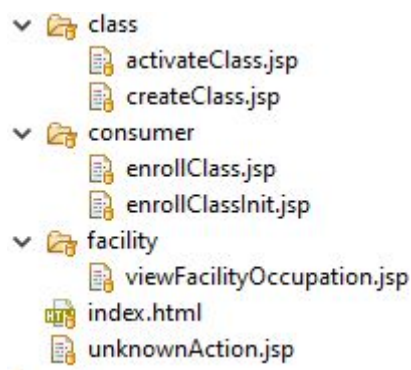 class
activateClass.jsp
createClass.jsp
consumer
enrollClass.jsp
enrollClassInit.jsp
facility
viewFacilityOccupation.jsp
index.html
unknownAction.jsp